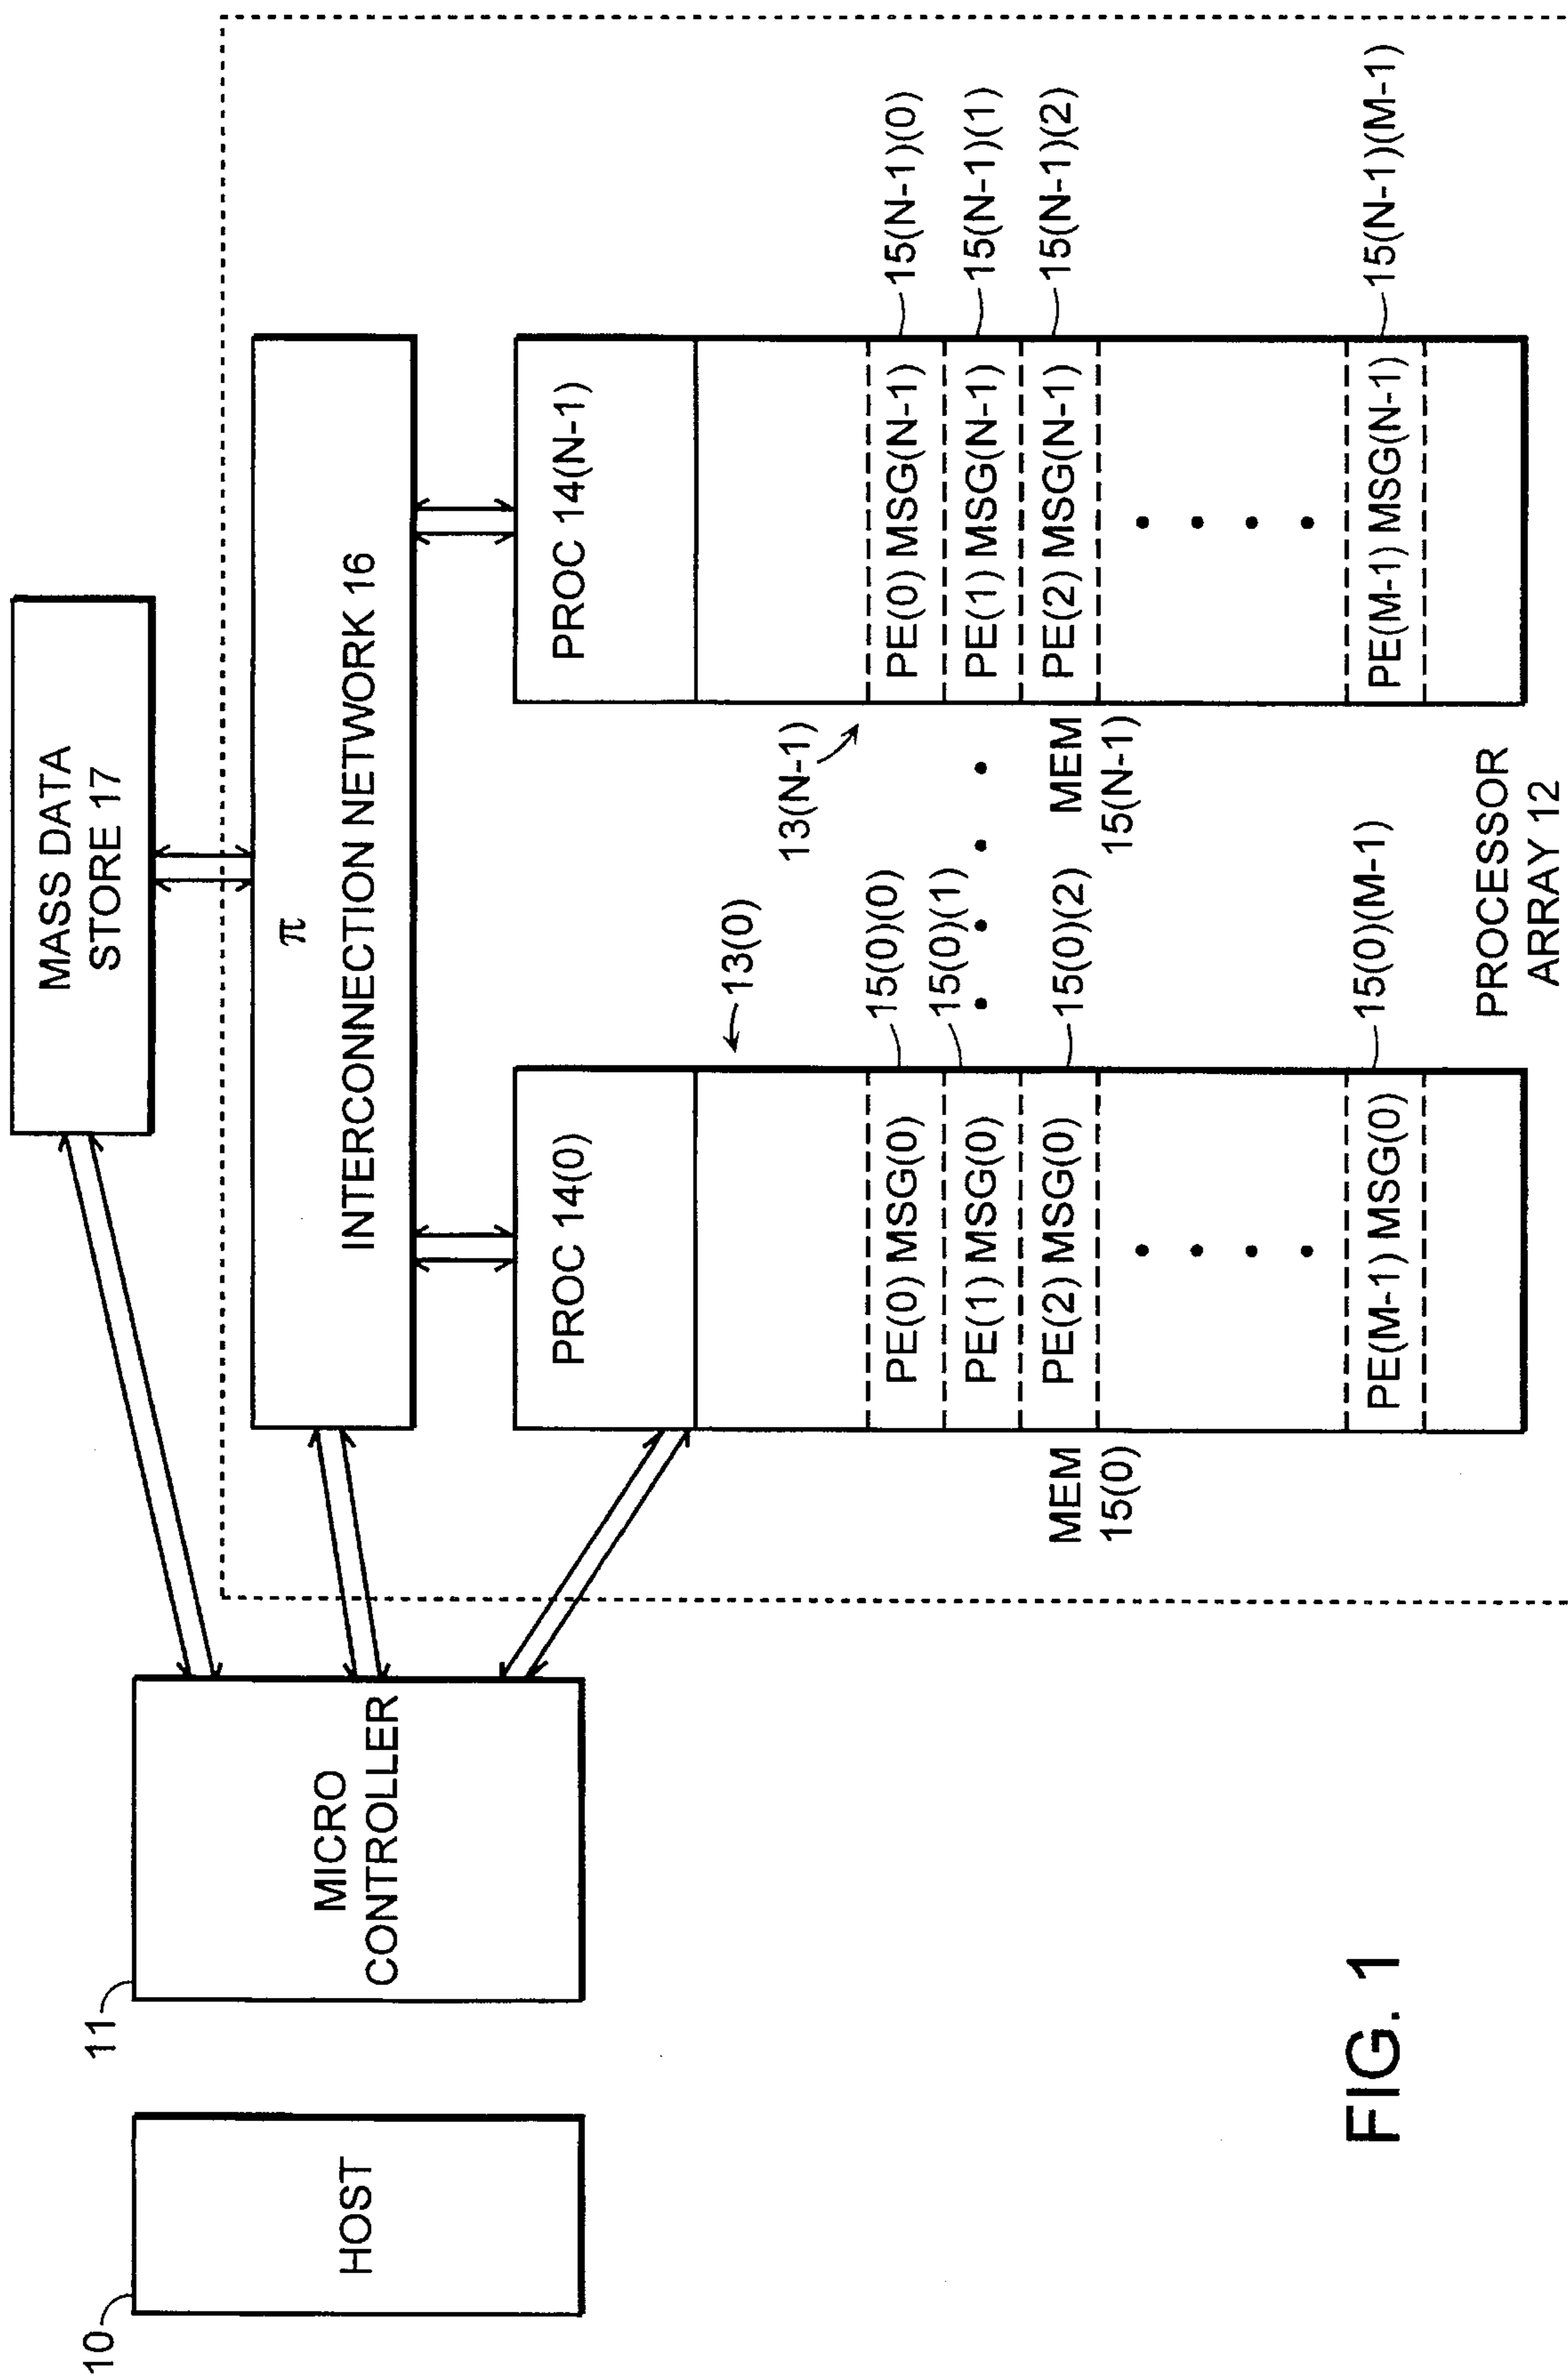 MASS DATA
STORE 17
π
INTERCONNECTION NETWORK 16
10
HOST
11
MICRO
CONTROLLER
PROC 14(0)
13(0)
PE(0) MSG(0)
15(0)(0)
PE(1) MSG(0)
15(0)(1)
PE(2) MSG(0)
15(0)(2)
MEM
15(0)
PE(M-1) MSG(0)
15(0)(M-1)
PROC 14(N-1)
13(N-1)
PE(0) MSG(N-1)
15(N-1)(0)
PE(1) MSG(N-1)
15(N-1)(1)
PE(2) MSG(N-1)
15(N-1)(2)
MEM
15(N-1)
PE(M-1) MSG(N-1)
15(N-1)(M-1)
PROCESSOR
ARRAY 12
FIG. 1